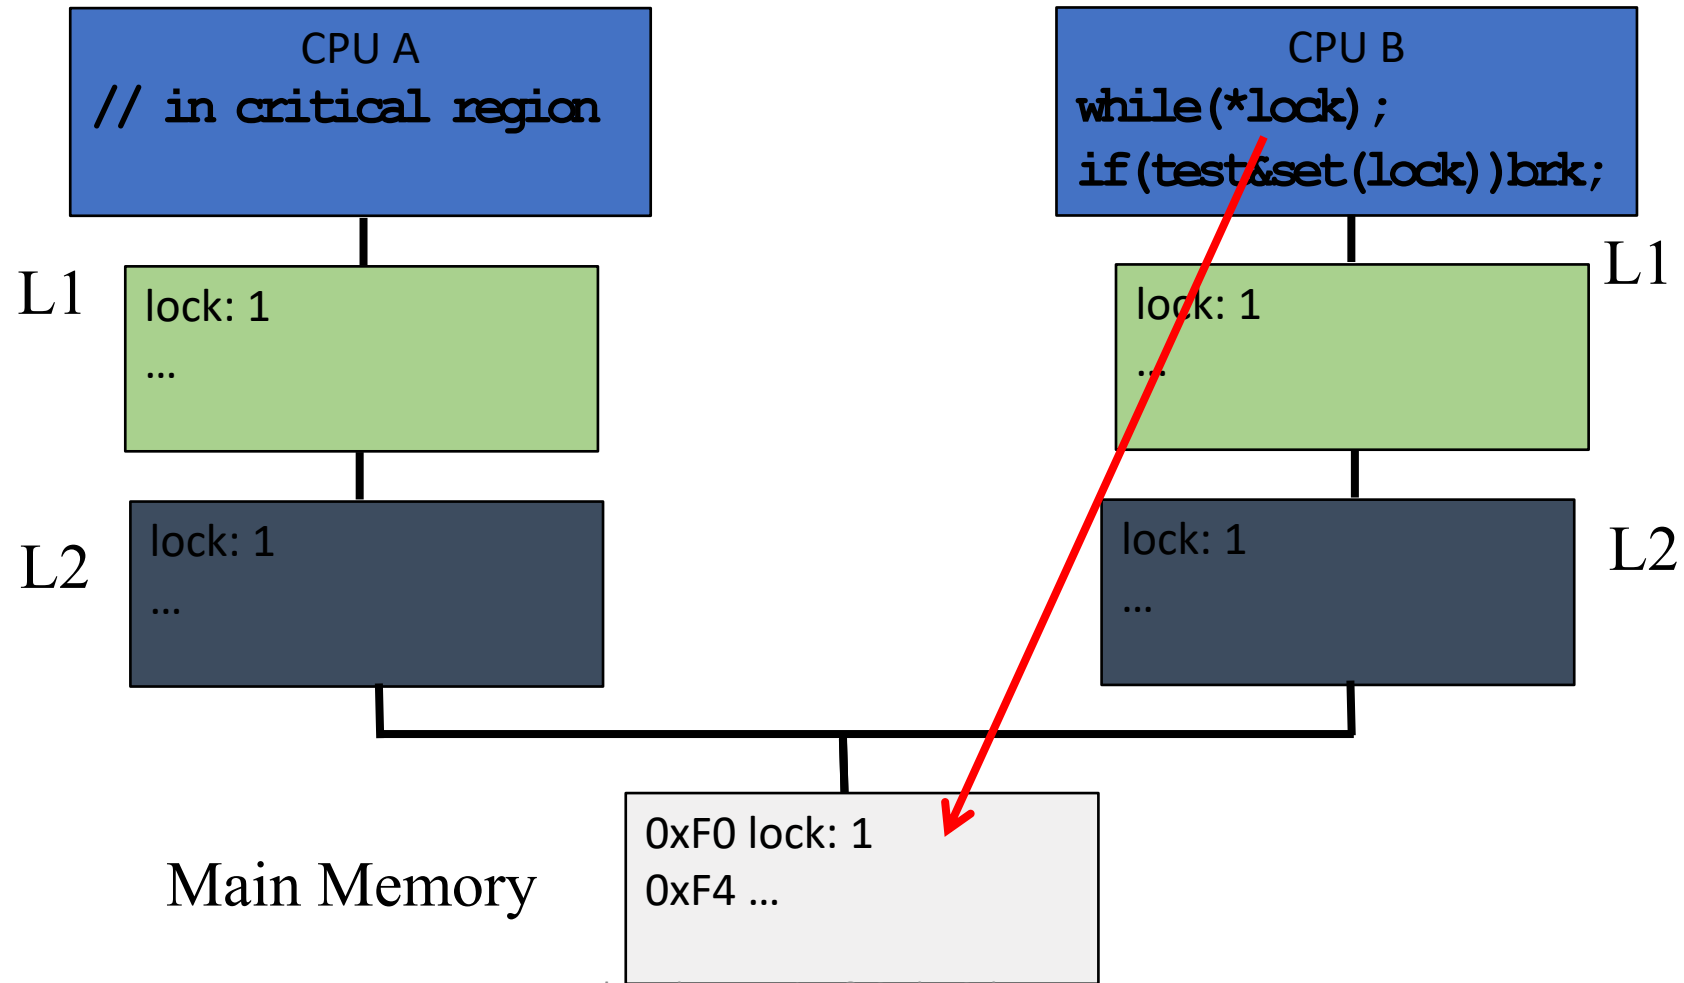 CPU A
// in critical region
CPU B
while(*lock);
if(test&set(lock))brk;
L1
lock: 1
...
L1
lock: 1
...
L2
lock: 1
...
L2
lock: 1
...
Main Memory
0xF0 lock: 1
0xF4 ...